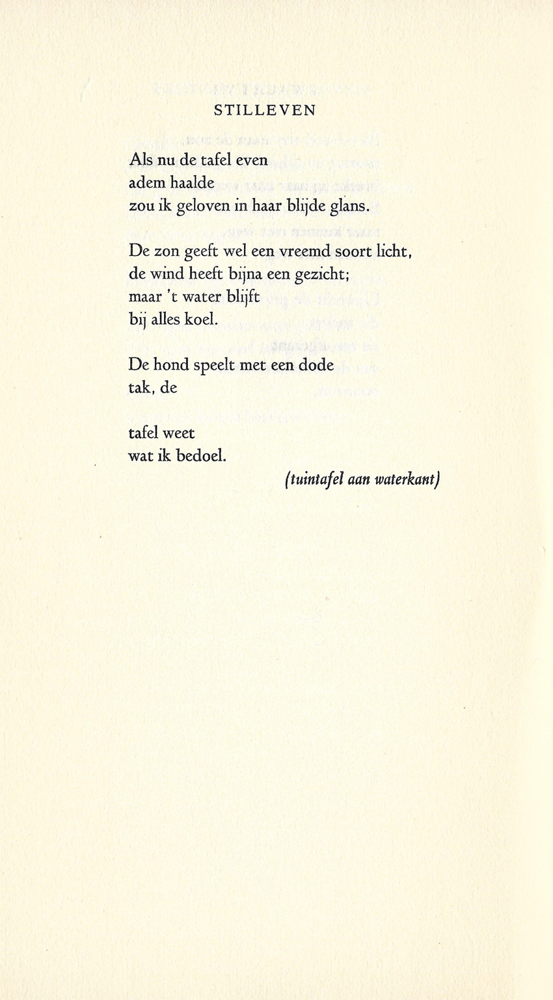 STILLEVEN
Als nu de tafel even
adem haalde
zou ik geloven in haar blijde glans.
De zon geeft wel een vreemd soort licht,
de wind heeft bijna een gezicht;
maar 't water blijft
bij alles koel.
De hond speelt met een dode
tak, de
tafel weet
wat ik bedoel.
(tuintafel aan waterkant)